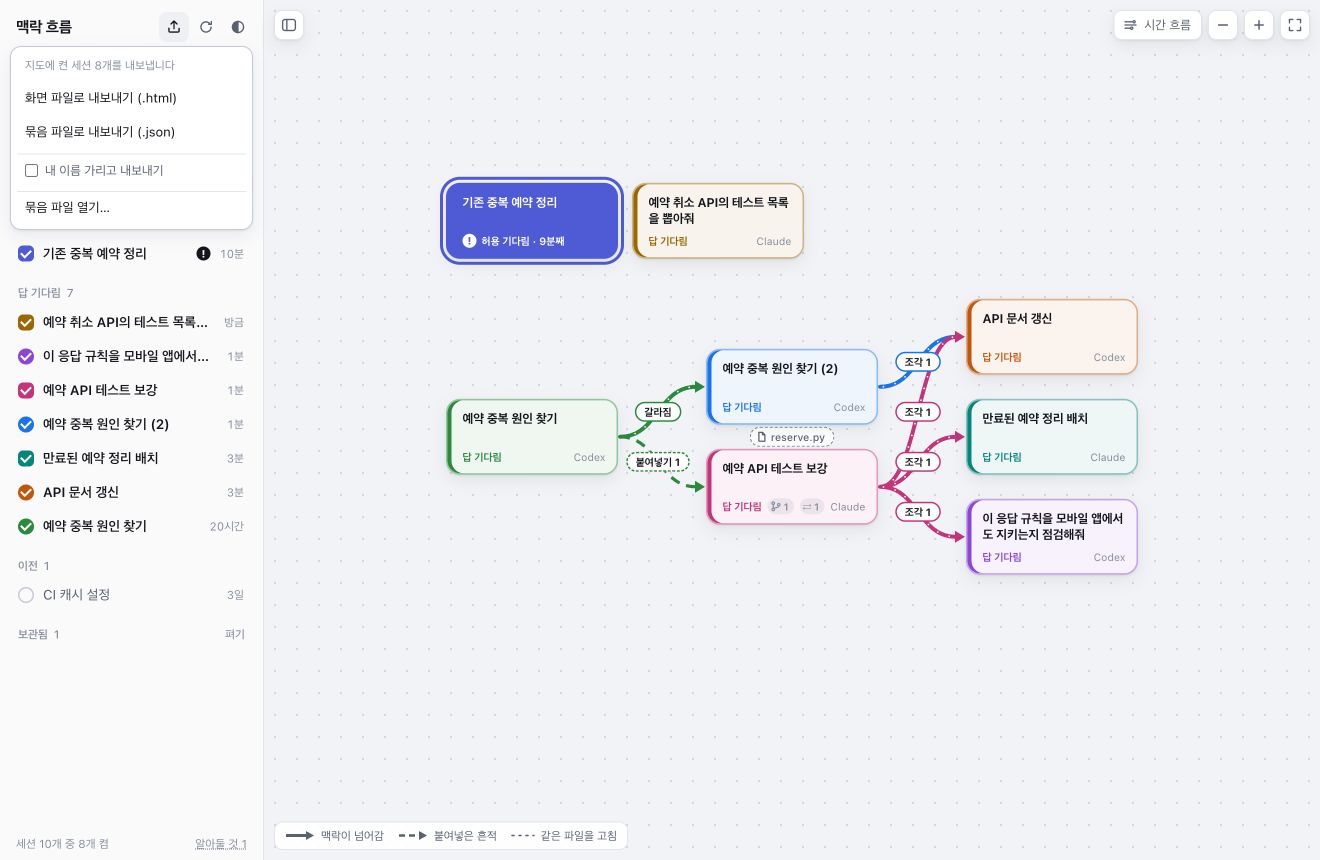 맥락 흐름
지도에 켠 세션 8개를 내보냅니다
화면 파일로 내보내기 (.html)
묶음 파일로 내보내기 (.json)
내 이름 가리고 내보내기
묶음 파일 열기...
기존 중복 예약 정리 ! 10분
답 기다림 7
예약 취소 API의 테스트 목록... 방금
이 응답 규칙을 모바일 앱에서... 1분
예약 API 테스트 보강 1분
예약 중복 원인 찾기 (2) 1분
만료된 예약 정리 배치 3분
API 문서 갱신 3분
예약 중복 원인 찾기 20시간
이전 1
CI 캐시 설정 3일
보관됨 1 펴기
세션 10개 중 8개 켬 알아둘 것 1
시간 흐름
기존 중복 예약 정리
! 허용 기다림 · 9분째
예약 취소 API의 테스트 목록
을 뽑아줘
답 기다림 Claude
예약 중복 원인 찾기
답 기다림 Codex
갈라짐
붙여넣기 1
예약 중복 원인 찾기 (2)
답 기다림 Codex
reserve.py
예약 API 테스트 보강
답 기다림 1 1 Claude
조각 1
조각 1
조각 1
조각 1
API 문서 갱신
답 기다림 Codex
만료된 예약 정리 배치
답 기다림 Claude
이 응답 규칙을 모바일 앱에서
도 지키는지 점검해줘
답 기다림 Codex
맥락이 넘어감 붙여넣은 흔적 같은 파일을 고침